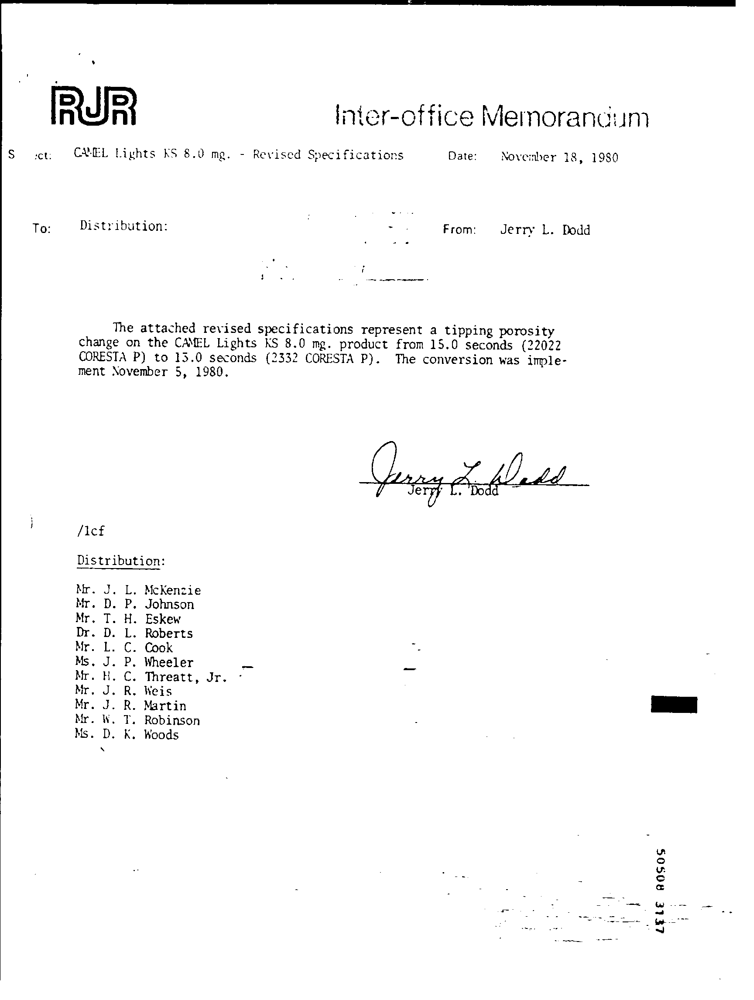 RJR
Inter-office Memorandum
S ct: CAMEL Lights KS 8.0 mg. - Revised Specifications Date: November 18, 1980
To: Distribution: From: Jerry L. Dodd
The attached revised specifications represent a tipping porosity
change on the CAMEL Lights KS 8.0 mg. product from 15.0 seconds (22022
CORESTA P) to 13.0 seconds (2332 CORESTA P). The conversion was imple-
ment November 5, 1980.
Jerry L. Dodd
Jerry L. Dodd
/lcf
Distribution:
Mr. J. L. McKenzie
Mr. D. P. Johnson
Mr. T. H. Eskew
Dr. D. L. Roberts
Mr. L. C. Cook
Ms. J. P. Wheeler
Mr. H. C. Threatt, Jr.
Mr. J. R. Weis
Mr. J. R. Martin
Mr. W. T. Robinson
Ms. D. K. Woods
50508 3137